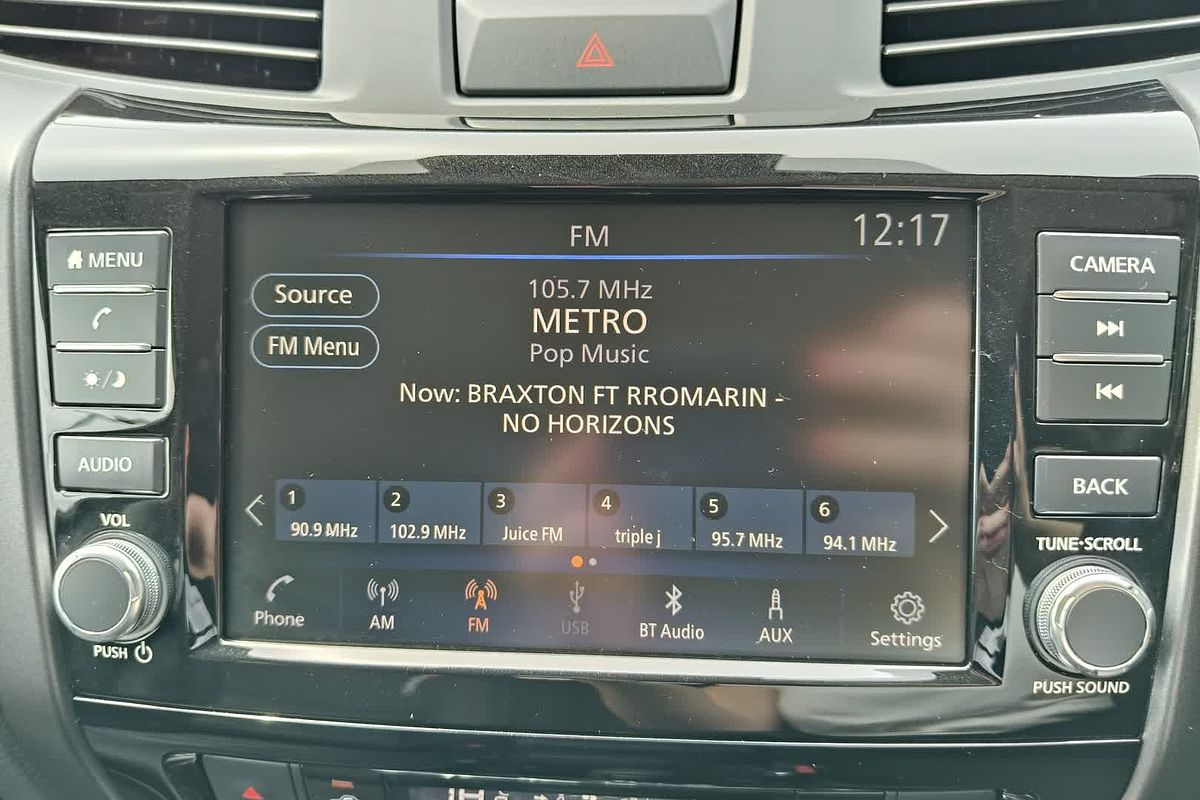 FM
12:17
MENU
CAMERA
Source
105.7 MHz
METRO
FM Menu
Pop Music
Now: BRAXTON FT RROMARIN -
NO HORIZONS
AUDIO
BACK
1
90.9 MHz
2
102.9 MHz
3
Juice FM
4
triple j
5
95.7 MHz
6
94.1 MHz
VOL
TUNE·SCROLL
Phone
AM
FM
USB
BT Audio
AUX
Settings
PUSH
PUSH SOUND